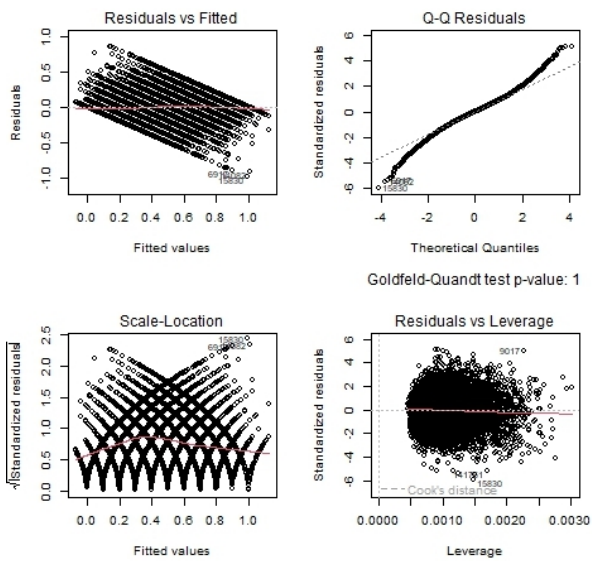 Residuals vs Fitted
Residuals
-1.0 -0.5 0.0 0.5 1.0
15830
0.0 0.2 0.4 0.6 0.8 1.0
Fitted values
Q-Q Residuals
Standardized residuals
-6 -4 -2 0 2 4 6
15830
-4 -2 0 2 4
Theoretical Quantiles
Goldfeld-Quandt test p-value: 1
Scale-Location
√|Standardized residuals|
0.0 0.5 1.0 1.5 2.0 2.5
15830
0.0 0.2 0.4 0.6 0.8 1.0
Fitted values
Residuals vs Leverage
Standardized residuals
-6 -4 -2 0 2 4 6
9017
15830
Cook's distance
0.0000 0.0010 0.0020 0.0030
Leverage